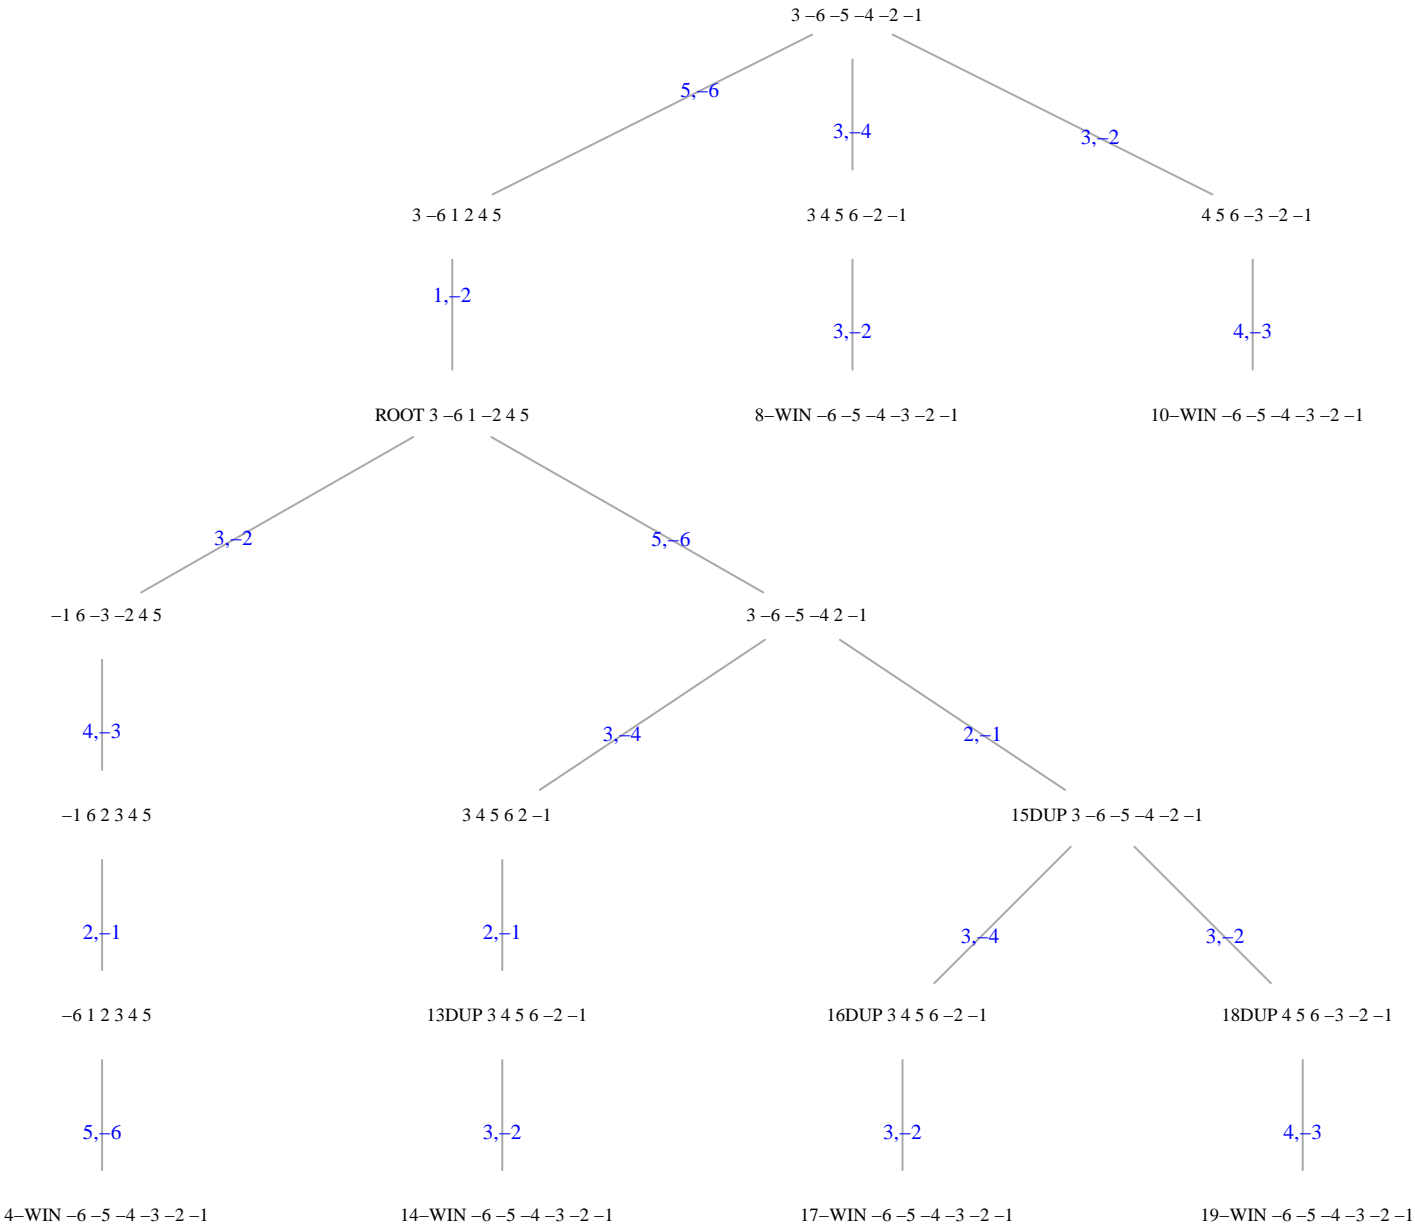 3 –6 –5 –4 –2 –1
5,–6
3,–4
3,–2
3 –6 1 2 4 5
3 4 5 6 –2 –1
4 5 6 –3 –2 –1
1,–2
3,–2
4,–3
ROOT 3 –6 1 –2 4 5
8–WIN –6 –5 –4 –3 –2 –1
10–WIN –6 –5 –4 –3 –2 –1
3,–2
5,–6
–1 6 –3 –2 4 5
3 –6 –5 –4 2 –1
4,–3
3,–4
2,–1
–1 6 2 3 4 5
3 4 5 6 2 –1
15DUP 3 –6 –5 –4 –2 –1
2,–1
2,–1
3,–4
3,–2
–6 1 2 3 4 5
13DUP 3 4 5 6 –2 –1
16DUP 3 4 5 6 –2 –1
18DUP 4 5 6 –3 –2 –1
5,–6
3,–2
3,–2
4,–3
4–WIN –6 –5 –4 –3 –2 –1
14–WIN –6 –5 –4 –3 –2 –1
17–WIN –6 –5 –4 –3 –2 –1
19–WIN –6 –5 –4 –3 –2 –1